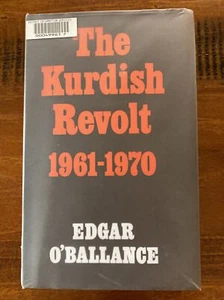 The
Kurdish
Revolt
1961-1970
EDGAR
O'BALLANCE